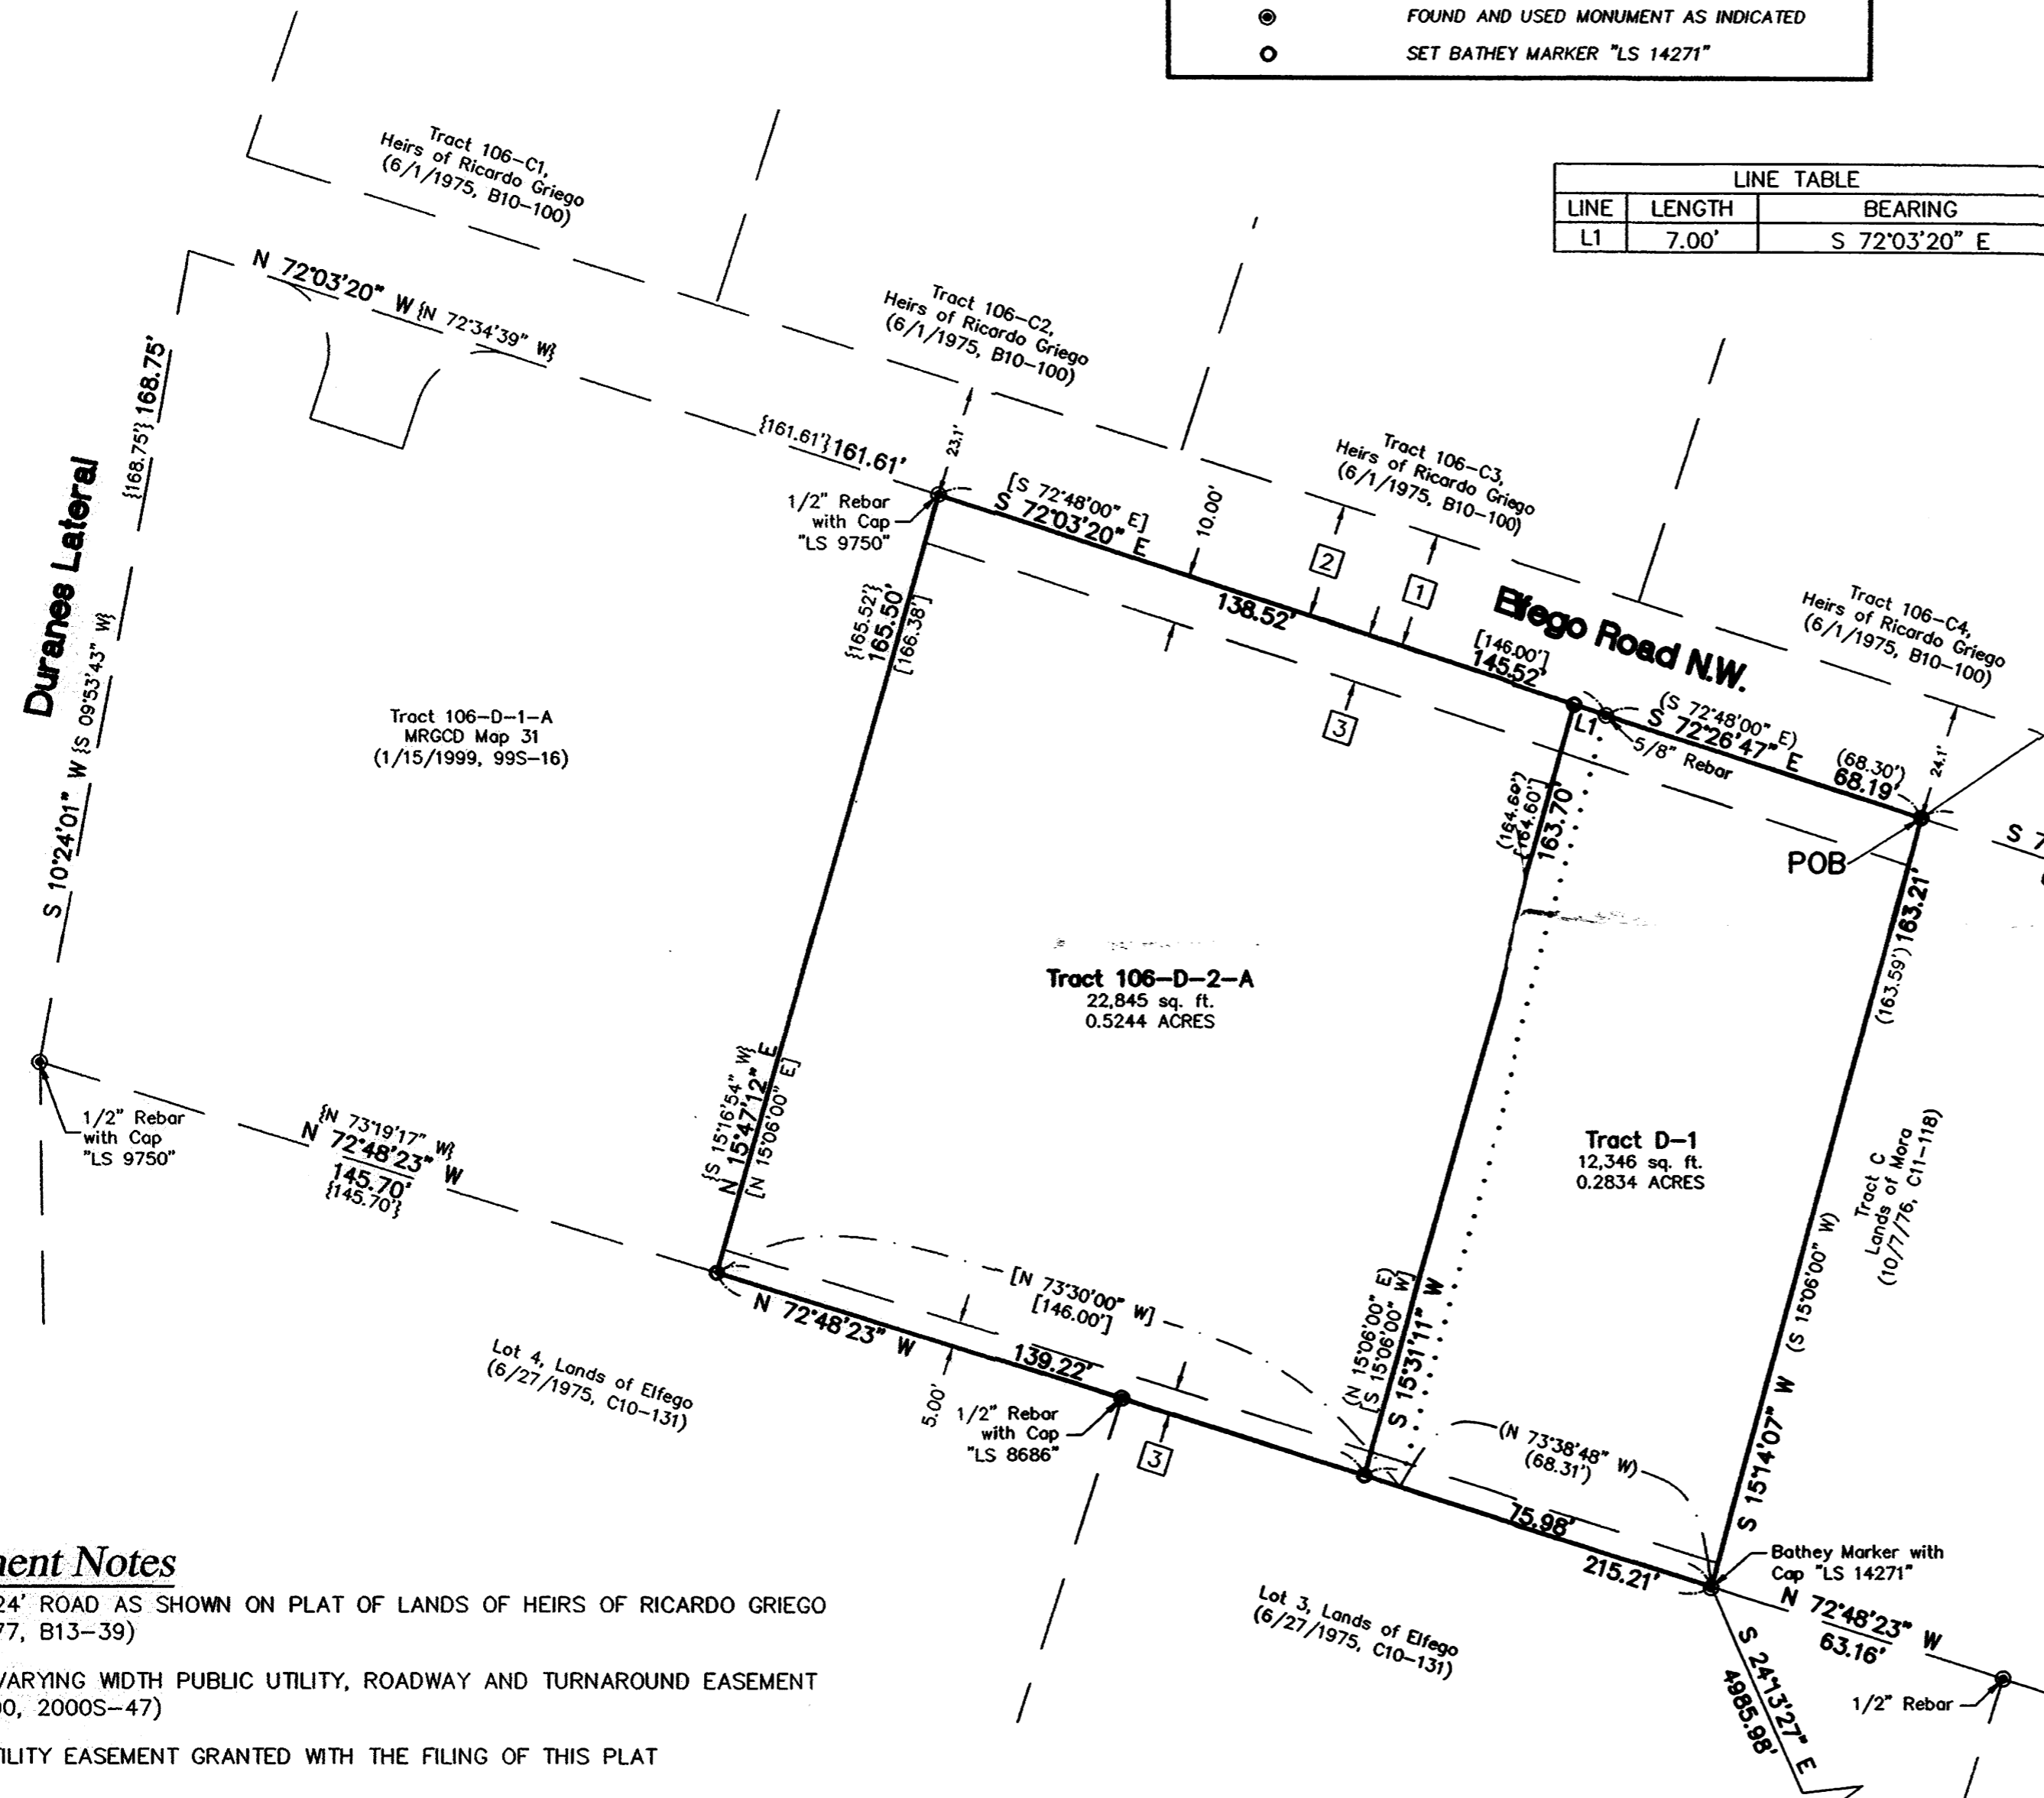 FOUND AND USED MONUMENT AS INDICATED
SET BATHEY MARKER "LS 14271"
LINE TABLE
LINE LENGTH BEARING
L1 7.00' S 72°03'20" E
Tract 106-C1,
Heirs of Ricardo Griego
(6/1/1975, B10-100)
Tract 106-C2,
Heirs of Ricardo Griego
(6/1/1975, B10-100)
Tract 106-C3,
Heirs of Ricardo Griego
(6/1/1975, B10-100)
Tract 106-C4,
Heirs of Ricardo Griego
(6/1/1975, B10-100)
N 72°03'20" W {N 72°34'39" W}
{161.61'} 161.61'
{168.75'} 168.75'
Duranes Lateral
S 10°24'01" W {S 09°53'43" W}
23.1'
1/2" Rebar
with Cap
"LS 9750"
[S 72°48'00" E]
S 72°03'20" E
10.00'
138.52'
2
1
3
[146.00']
145.52'
Elfego Road N.W.
L1
5/8" Rebar
(S 72°48'00" E)
S 72°26'47" E
(68.30')
68.19'
24.1'
POB
S 7
{165.52'}
165.50'
[166.38']
(164.60')
[164.60']
163.70'
(163.59') 163.21'
Tract 106-D-1-A
MRGCD Map 31
(1/15/1999, 99S-16)
Tract 106-D-2-A
22,845 sq. ft.
0.5244 ACRES
Tract D-1
12,346 sq. ft.
0.2834 ACRES
Tract C
Lands of Mora
(10/7/76, C11-118)
{S 15°16'54" W}
N 15°47'12" E
[N 15°06'00" E]
1/2" Rebar
with Cap
"LS 9750"
{N 73°19'17" W}
N 72°48'23" W
145.70'
{145.70'}
(N 15°06'00" E)
[S 15°06'00" W]
S 15°31'11" W
S 15°14'07" W (S 15°06'00" W)
[N 73°30'00" W]
[146.00']
N 72°48'23" W
139.22'
5.00'
1/2" Rebar
with Cap
"LS 8686"
3
(N 73°38'48" W)
(68.31')
75.98'
215.21'
Lot 4, Lands of Elfego
(6/27/1975, C10-131)
Lot 3, Lands of Elfego
(6/27/1975, C10-131)
Bathey Marker with
Cap "LS 14271"
N 72°48'23" W
63.16'
1/2" Rebar
S 24°13'27" E
4985.98'
ment Notes
24' ROAD AS SHOWN ON PLAT OF LANDS OF HEIRS OF RICARDO GRIEGO
77, B13-39)
VARYING WIDTH PUBLIC UTILITY, ROADWAY AND TURNAROUND EASEMENT
00, 2000S-47)
ILITY EASEMENT GRANTED WITH THE FILING OF THIS PLAT